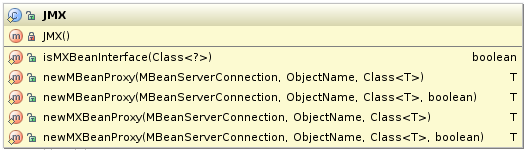 JMX
JMX()
isMXBeanInterface(Class<?>) boolean
newMBeanProxy(MBeanServerConnection, ObjectName, Class<T>) T
newMBeanProxy(MBeanServerConnection, ObjectName, Class<T>, boolean) T
newMXBeanProxy(MBeanServerConnection, ObjectName, Class<T>) T
newMXBeanProxy(MBeanServerConnection, ObjectName, Class<T>, boolean) T